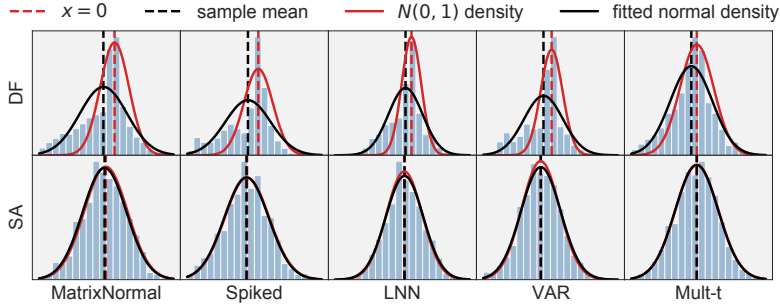 x = 0 sample mean N(0, 1) density fitted normal density
DF
SA
MatrixNormal Spiked LNN VAR Mult-t